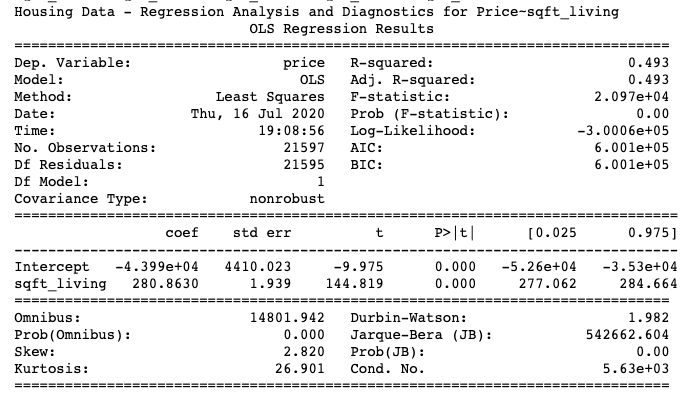 Housing Data - Regression Analysis and Diagnostics for Price~sqft_living
OLS Regression Results
==============================================================================
Dep. Variable: price R-squared: 0.493
Model: OLS Adj. R-squared: 0.493
Method: Least Squares F-statistic: 2.097e+04
Date: Thu, 16 Jul 2020 Prob (F-statistic): 0.00
Time: 19:08:56 Log-Likelihood: -3.0006e+05
No. Observations: 21597 AIC: 6.001e+05
Df Residuals: 21595 BIC: 6.001e+05
Df Model: 1
Covariance Type: nonrobust
==============================================================================
coef std err t P>|t| [0.025 0.975]
------------------------------------------------------------------------------
Intercept -4.399e+04 4410.023 -9.975 0.000 -5.26e+04 -3.53e+04
sqft_living 280.8630 1.939 144.819 0.000 277.062 284.664
==============================================================================
Omnibus: 14801.942 Durbin-Watson: 1.982
Prob(Omnibus): 0.000 Jarque-Bera (JB): 542662.604
Skew: 2.820 Prob(JB): 0.00
Kurtosis: 26.901 Cond. No. 5.63e+03
==============================================================================